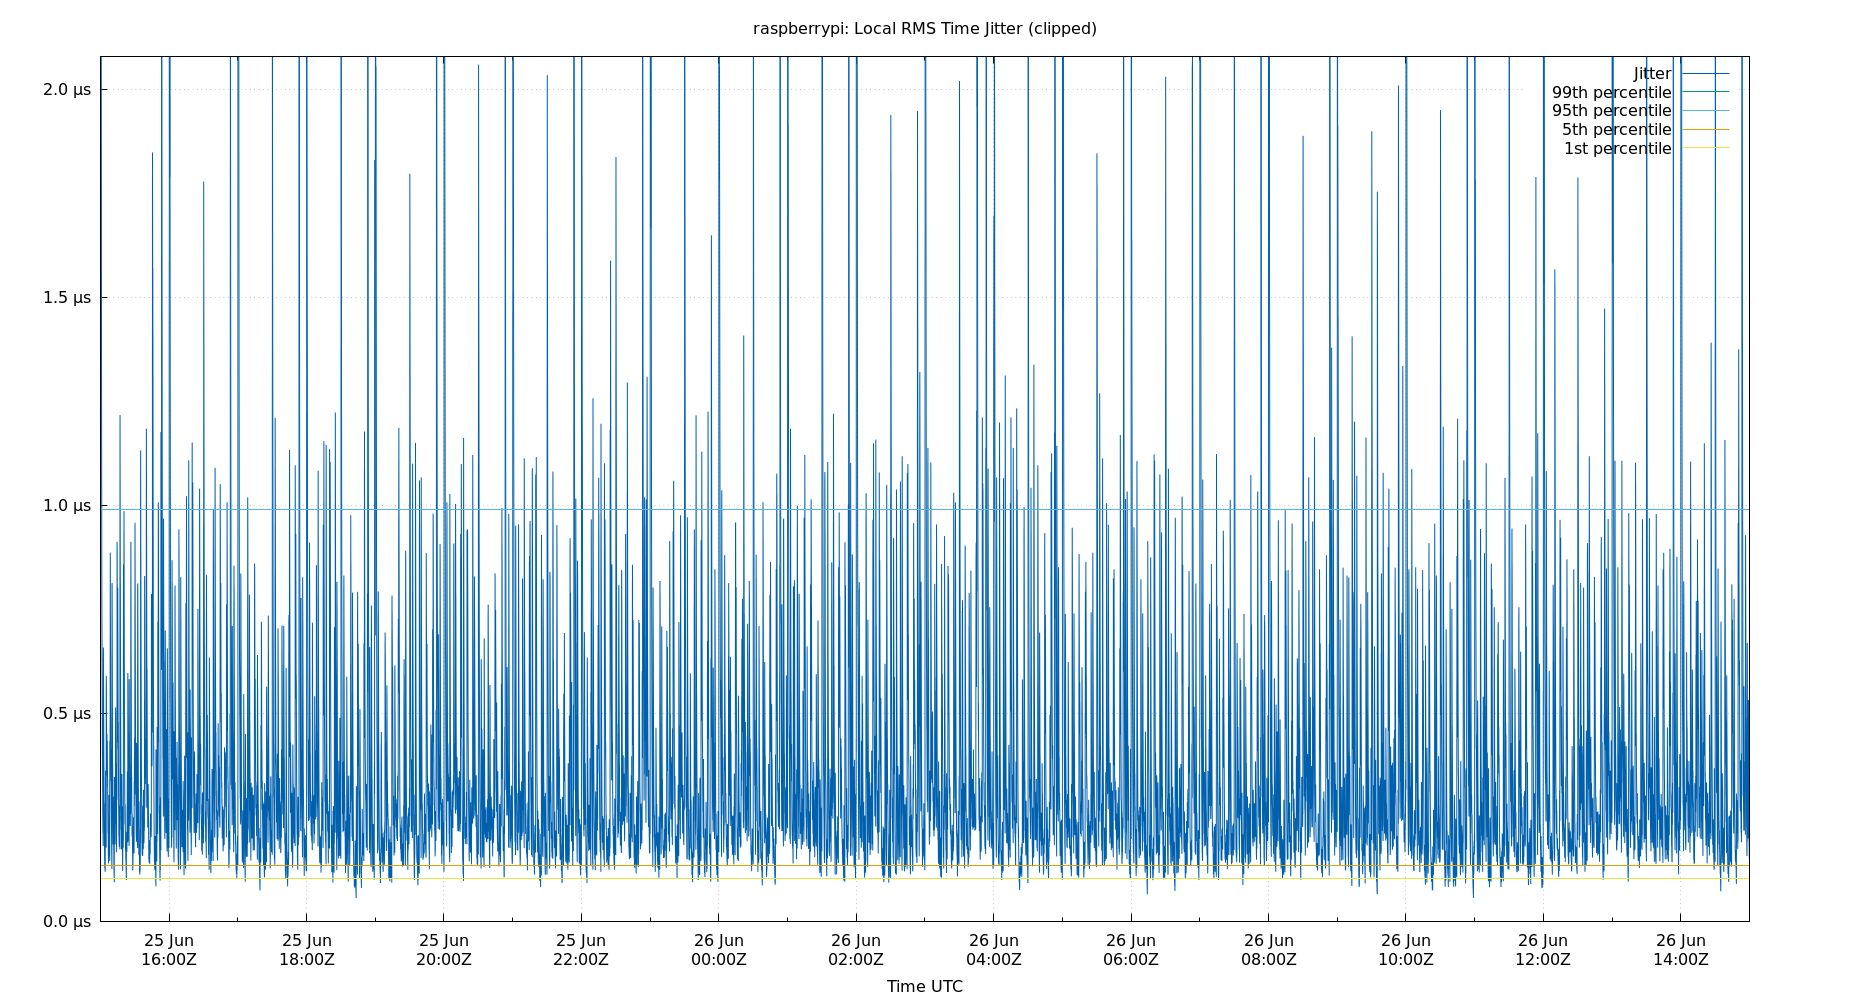 raspberrypi: Local RMS Time Jitter (clipped)
2.0 μs
1.5 μs
1.0 μs
0.5 μs
0.0 μs
Jitter
99th percentile
95th percentile
5th percentile
1st percentile
25 Jun 25 Jun 25 Jun 25 Jun 26 Jun 26 Jun 26 Jun 26 Jun 26 Jun 26 Jun 26 Jun 26 Jun
16:00Z 18:00Z 20:00Z 22:00Z 00:00Z 02:00Z 04:00Z 06:00Z 08:00Z 10:00Z 12:00Z 14:00Z
Time UTC